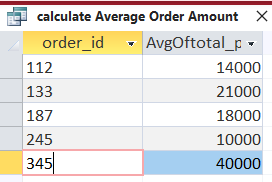 calculate Average Order Amount
order_id AvgOftotal_p
112 14000
133 21000
187 18000
245 10000
345 40000